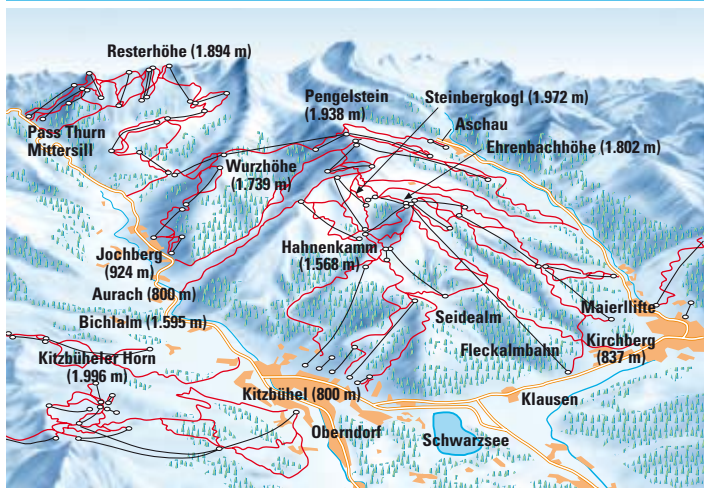 Resterhöhe (1.894 m)
Pengelstein
(1.938 m)
Steinbergkogl (1.972 m)
Aschau
Ehrenbachhöhe (1.802 m)
Pass Thurn
Mittersill
Wurzhöhe
(1.739 m)
Hahnenkamm
(1.568 m)
Jochberg
(924 m)
Aurach (800 m)
Bichlalm (1.595 m)
Kitzbüheler Horn
(1.996 m)
Seidealm
Maierllifte
Kirchberg
(837 m)
Fleckalmbahn
Kitzbühel (800 m)
Klausen
Oberndorf
Schwarzsee